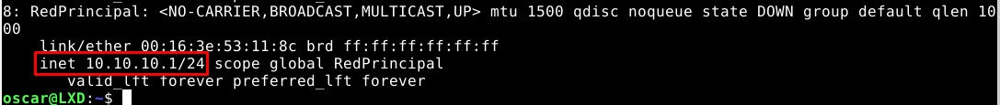 8: RedPrincipal: <NO-CARRIER,BROADCAST,MULTICAST,UP> mtu 1500 qdisc noqueue state DOWN group default qlen 10
00
    link/ether 00:16:3e:53:11:8c brd ff:ff:ff:ff:ff:ff
    inet 10.10.10.1/24 scope global RedPrincipal
       valid_lft forever preferred_lft forever
oscar@LXD:~$